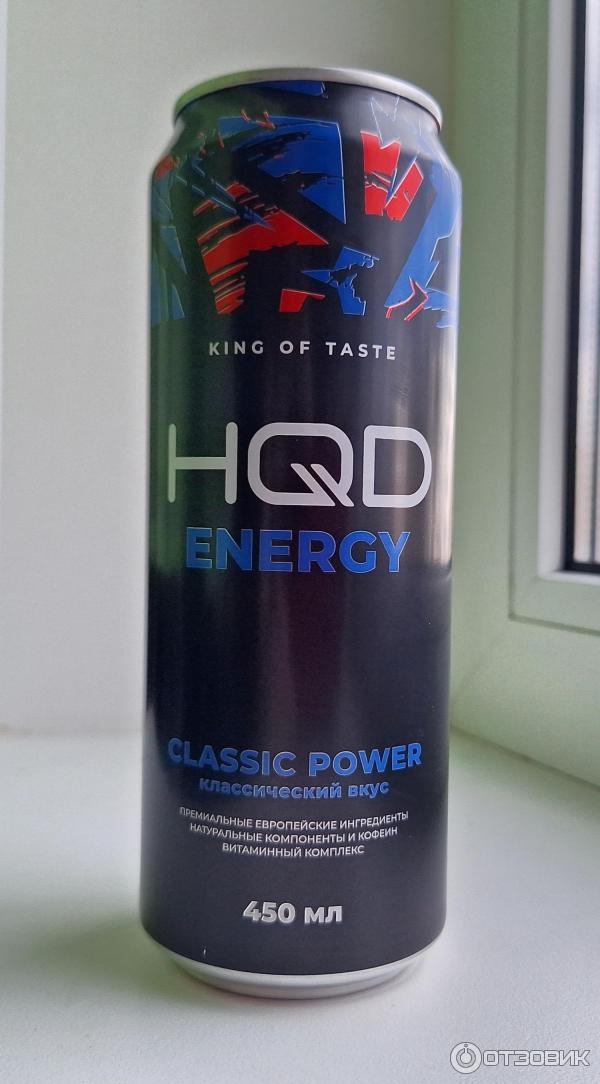 KING OF TASTE
HQD
ENERGY
CLASSIC POWER
классический вкус
ПРЕМИАЛЬНЫЕ ЕВРОПЕЙСКИЕ ИНГРЕДИЕНТЫ
НАТУРАЛЬНЫЕ КОМПОНЕНТЫ И КОФЕИН
ВИТАМИННЫЙ КОМПЛЕКС
450 мл
ОТЗОВИК